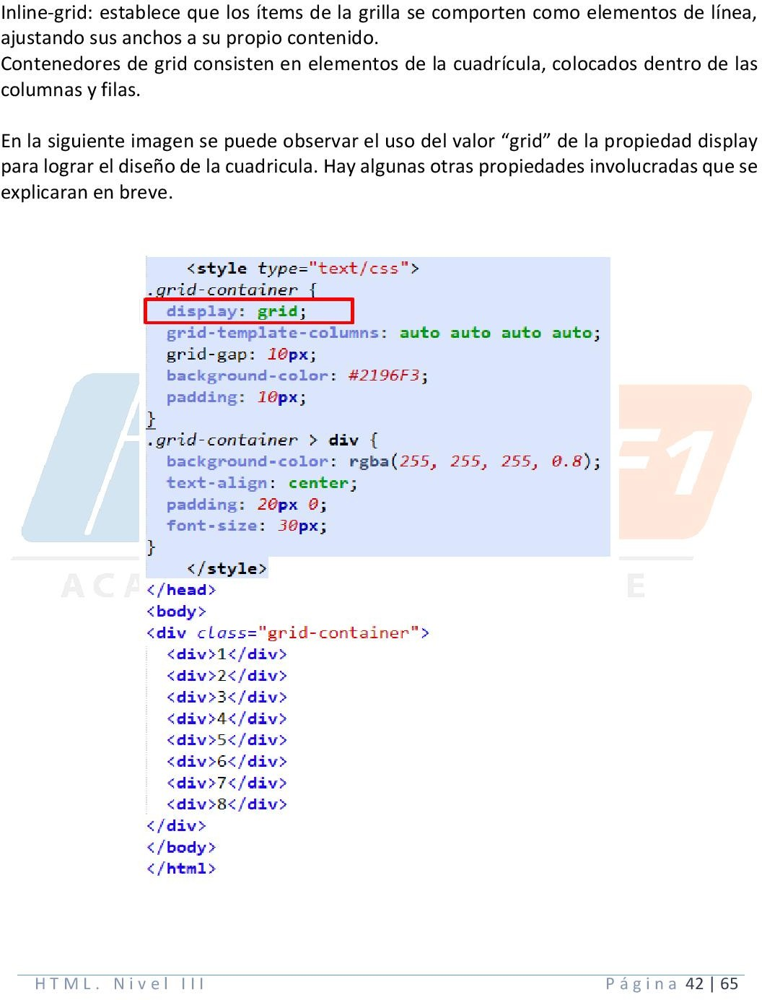 Inline-grid: establece que los ítems de la grilla se comporten como elementos de línea,
ajustando sus anchos a su propio contenido.
Contenedores de grid consisten en elementos de la cuadrícula, colocados dentro de las
columnas y filas.
En la siguiente imagen se puede observar el uso del valor “grid” de la propiedad display
para lograr el diseño de la cuadricula. Hay algunas otras propiedades involucradas que se
explicaran en breve.
<style type="text/css">
.grid-container {
display: grid;
grid-template-columns: auto auto auto auto;
grid-gap: 10px;
background-color: #2196F3;
padding: 10px;
}
.grid-container > div {
background-color: rgba(255, 255, 255, 0.8);
text-align: center;
padding: 20px 0;
font-size: 30px;
}
</style>
</head>
<body>
<div class="grid-container">
<div>1</div>
<div>2</div>
<div>3</div>
<div>4</div>
<div>5</div>
<div>6</div>
<div>7</div>
<div>8</div>
</div>
</body>
</html>
HTML. Nivel III
Página 42 | 65